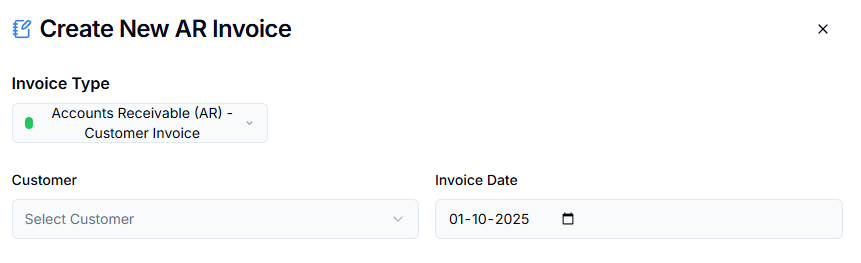 Create New AR Invoice
Invoice Type
Accounts Receivable (AR) -
Customer Invoice
Customer
Invoice Date
Select Customer
01-10-2025